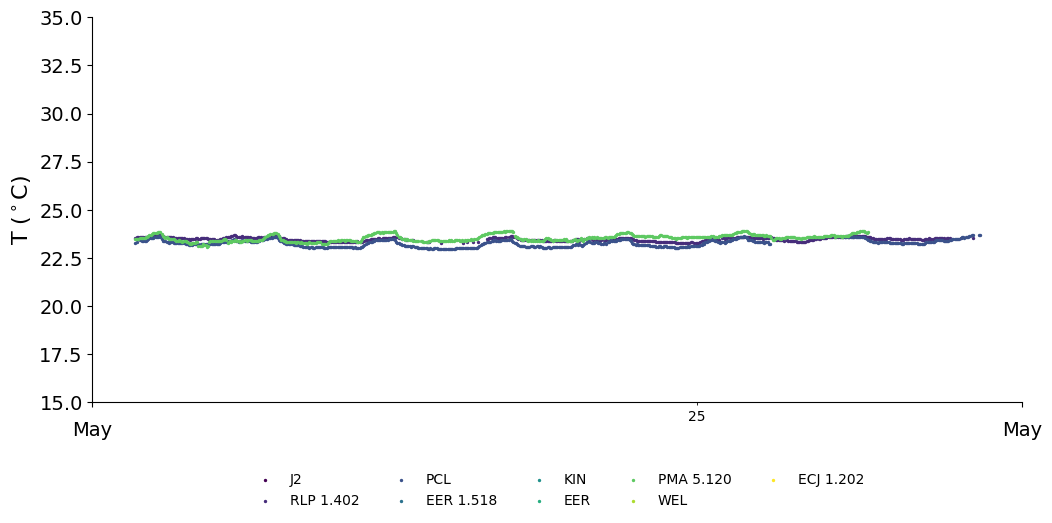 35.0
32.5
30.0
27.5
25.0
22.5
20.0
17.5
15.0
T (°C)
May
25
May
J2
PCL
KIN
PMA 5.120
ECJ 1.202
RLP 1.402
EER 1.518
EER
WEL